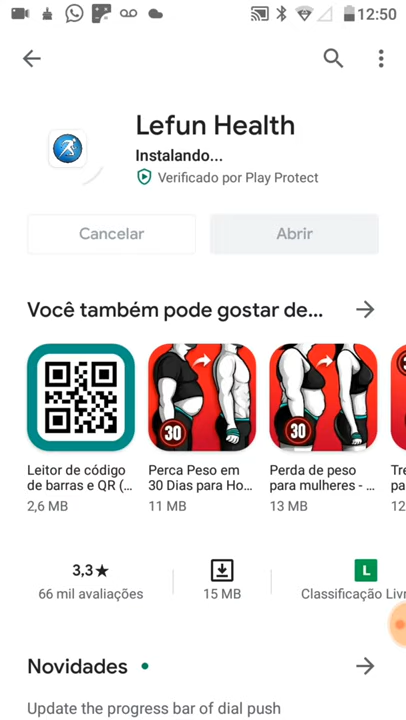 12:50
Lefun Health
Instalando...
Verificado por Play Protect
Cancelar
Abrir
Você também pode gostar de...
30
30
Leitor de código
de barras e QR (...
Perca Peso em
30 Dias para Ho...
Perda de peso
para mulheres - ...
Tre
pa
2,6 MB
11 MB
13 MB
12
3,3★
66 mil avaliações
15 MB
L
Classificação Livr
Novidades
Update the progress bar of dial push